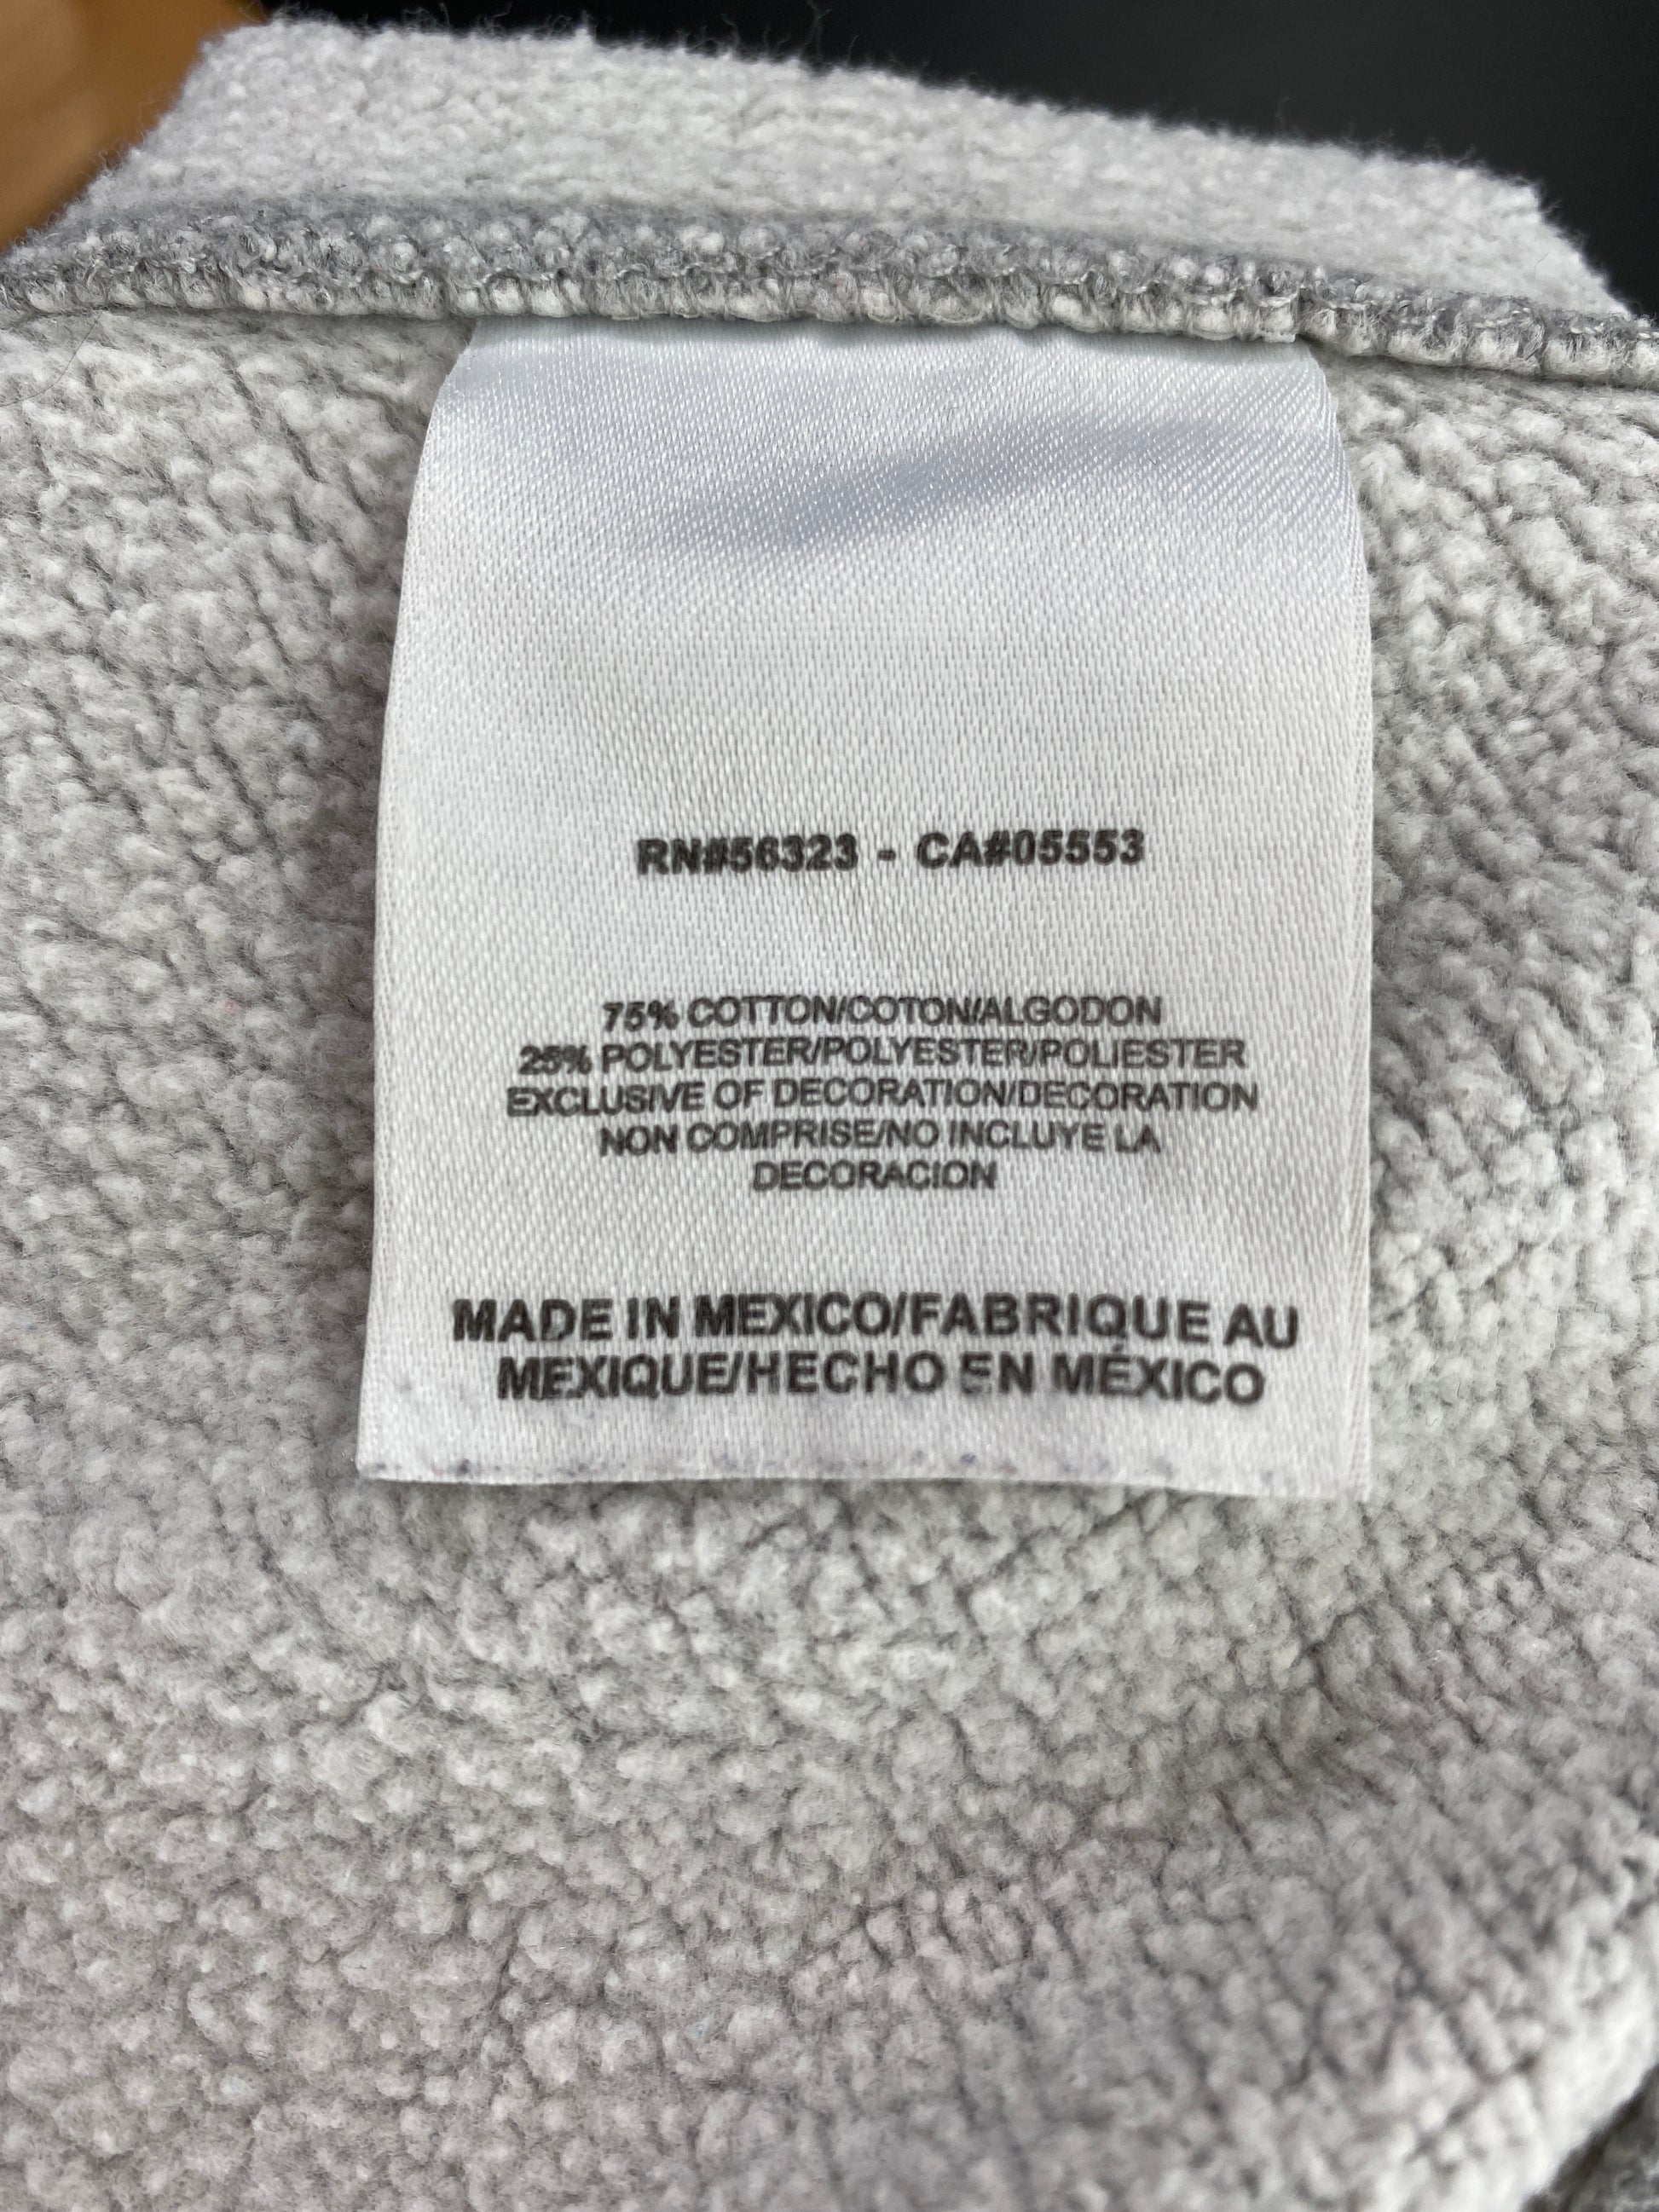 RN#56323 - CA#05553
75% COTTON/COTON/ALGODON
25% POLYESTER/POLYESTER/POLIESTER
EXCLUSIVE OF DECORATION/DECORATION
NON COMPRISE/NO INCLUYE LA
DECORACION
MADE IN MEXICO/FABRIQUE AU
MEXIQUE/HECHO EN MÉXICO